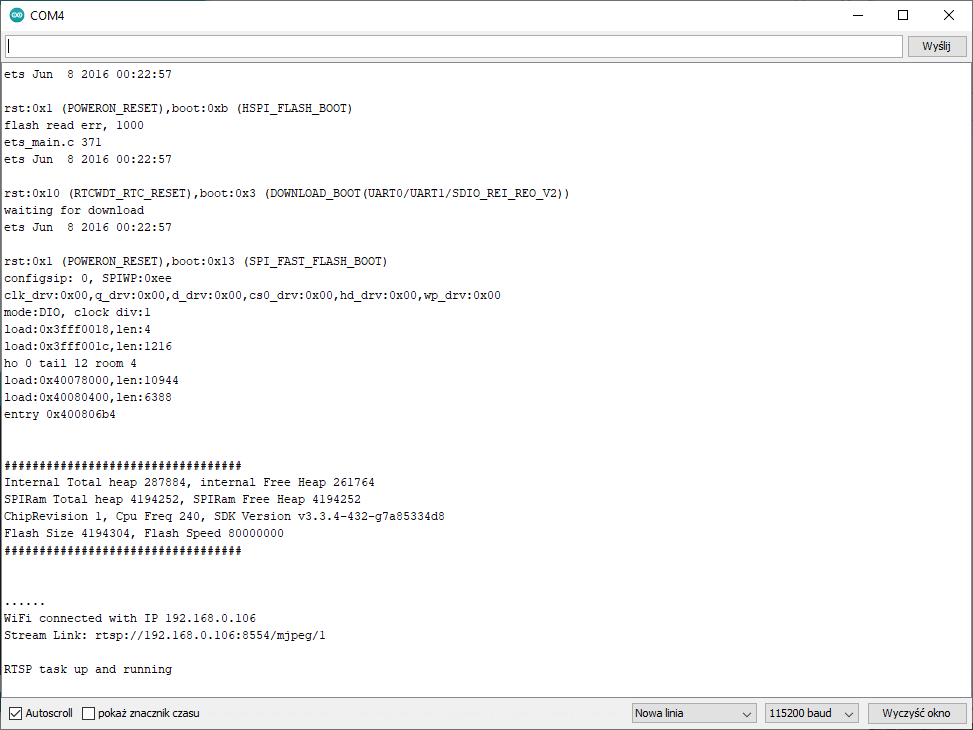 COM4
Wyślij
ets Jun  8 2016 00:22:57
rst:0x1 (POWERON_RESET),boot:0xb (HSPI_FLASH_BOOT)
flash read err, 1000
ets_main.c 371
ets Jun  8 2016 00:22:57
rst:0x10 (RTCWDT_RTC_RESET),boot:0x3 (DOWNLOAD_BOOT(UART0/UART1/SDIO_REI_REO_V2))
waiting for download
ets Jun  8 2016 00:22:57
rst:0x1 (POWERON_RESET),boot:0x13 (SPI_FAST_FLASH_BOOT)
configsip: 0, SPIWP:0xee
clk_drv:0x00,q_drv:0x00,d_drv:0x00,cs0_drv:0x00,hd_drv:0x00,wp_drv:0x00
mode:DIO, clock div:1
load:0x3fff0018,len:4
load:0x3fff001c,len:1216
ho 0 tail 12 room 4
load:0x40078000,len:10944
load:0x40080400,len:6388
entry 0x400806b4
##################################
Internal Total heap 287884, internal Free Heap 261764
SPIRam Total heap 4194252, SPIRam Free Heap 4194252
ChipRevision 1, Cpu Freq 240, SDK Version v3.3.4-432-g7a85334d8
Flash Size 4194304, Flash Speed 80000000
##################################
......
WiFi connected with IP 192.168.0.106
Stream Link: rtsp://192.168.0.106:8554/mjpeg/1
RTSP task up and running
Autoscroll pokaż znacznik czasu Nowa linia 115200 baud Wyczyść okno